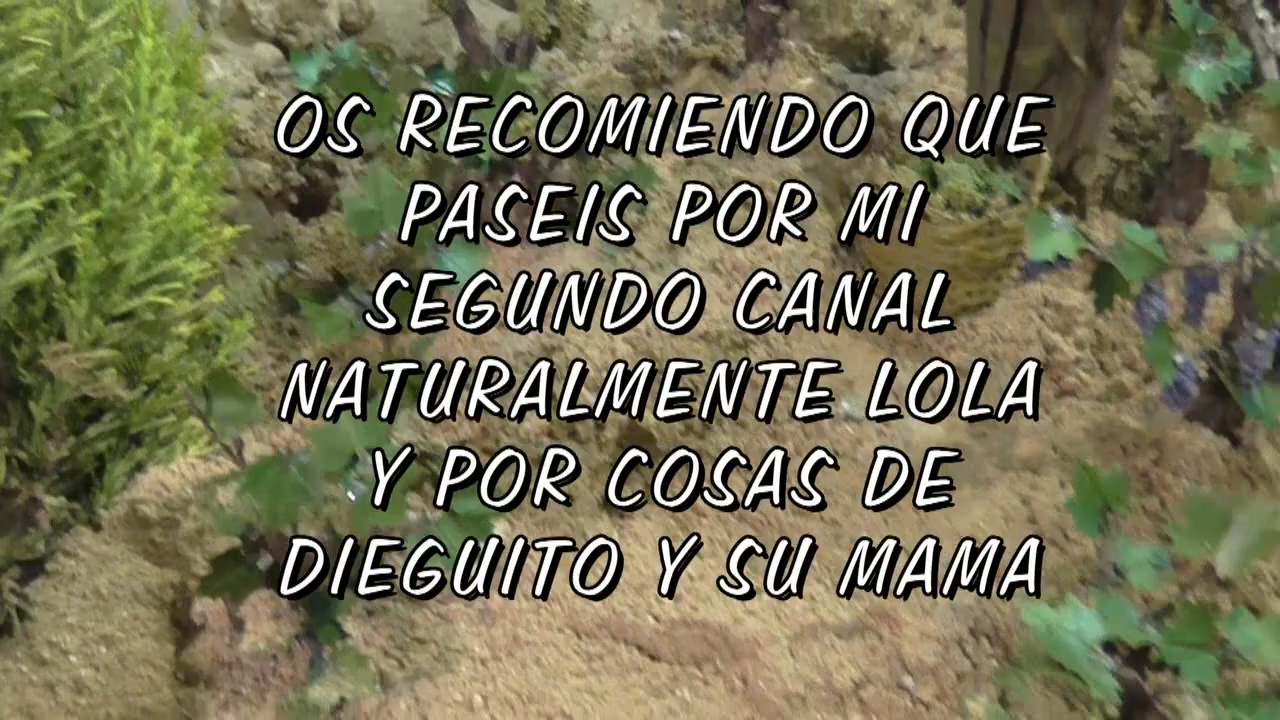 OS RECOMIENDO QUE
PASEIS POR MI
SEGUNDO CANAL
NATURALMENTE LOLA
Y POR COSAS DE
DIEGUITO Y SU MAMA